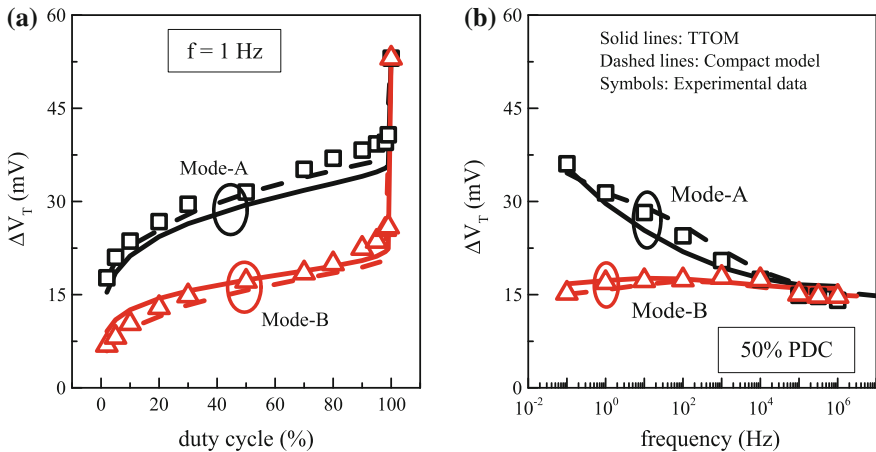 (a)
f = 1 Hz
Mode-A
Mode-B
60
45
30
15
0
ΔV_T (mV)
0 20 40 60 80 100
duty cycle (%)
(b)
Solid lines: TTOM
Dashed lines: Compact model
Symbols: Experimental data
Mode-A
Mode-B
50% PDC
60
45
30
15
0
ΔV_T (mV)
10^-2 10^0 10^2 10^4 10^6
frequency (Hz)